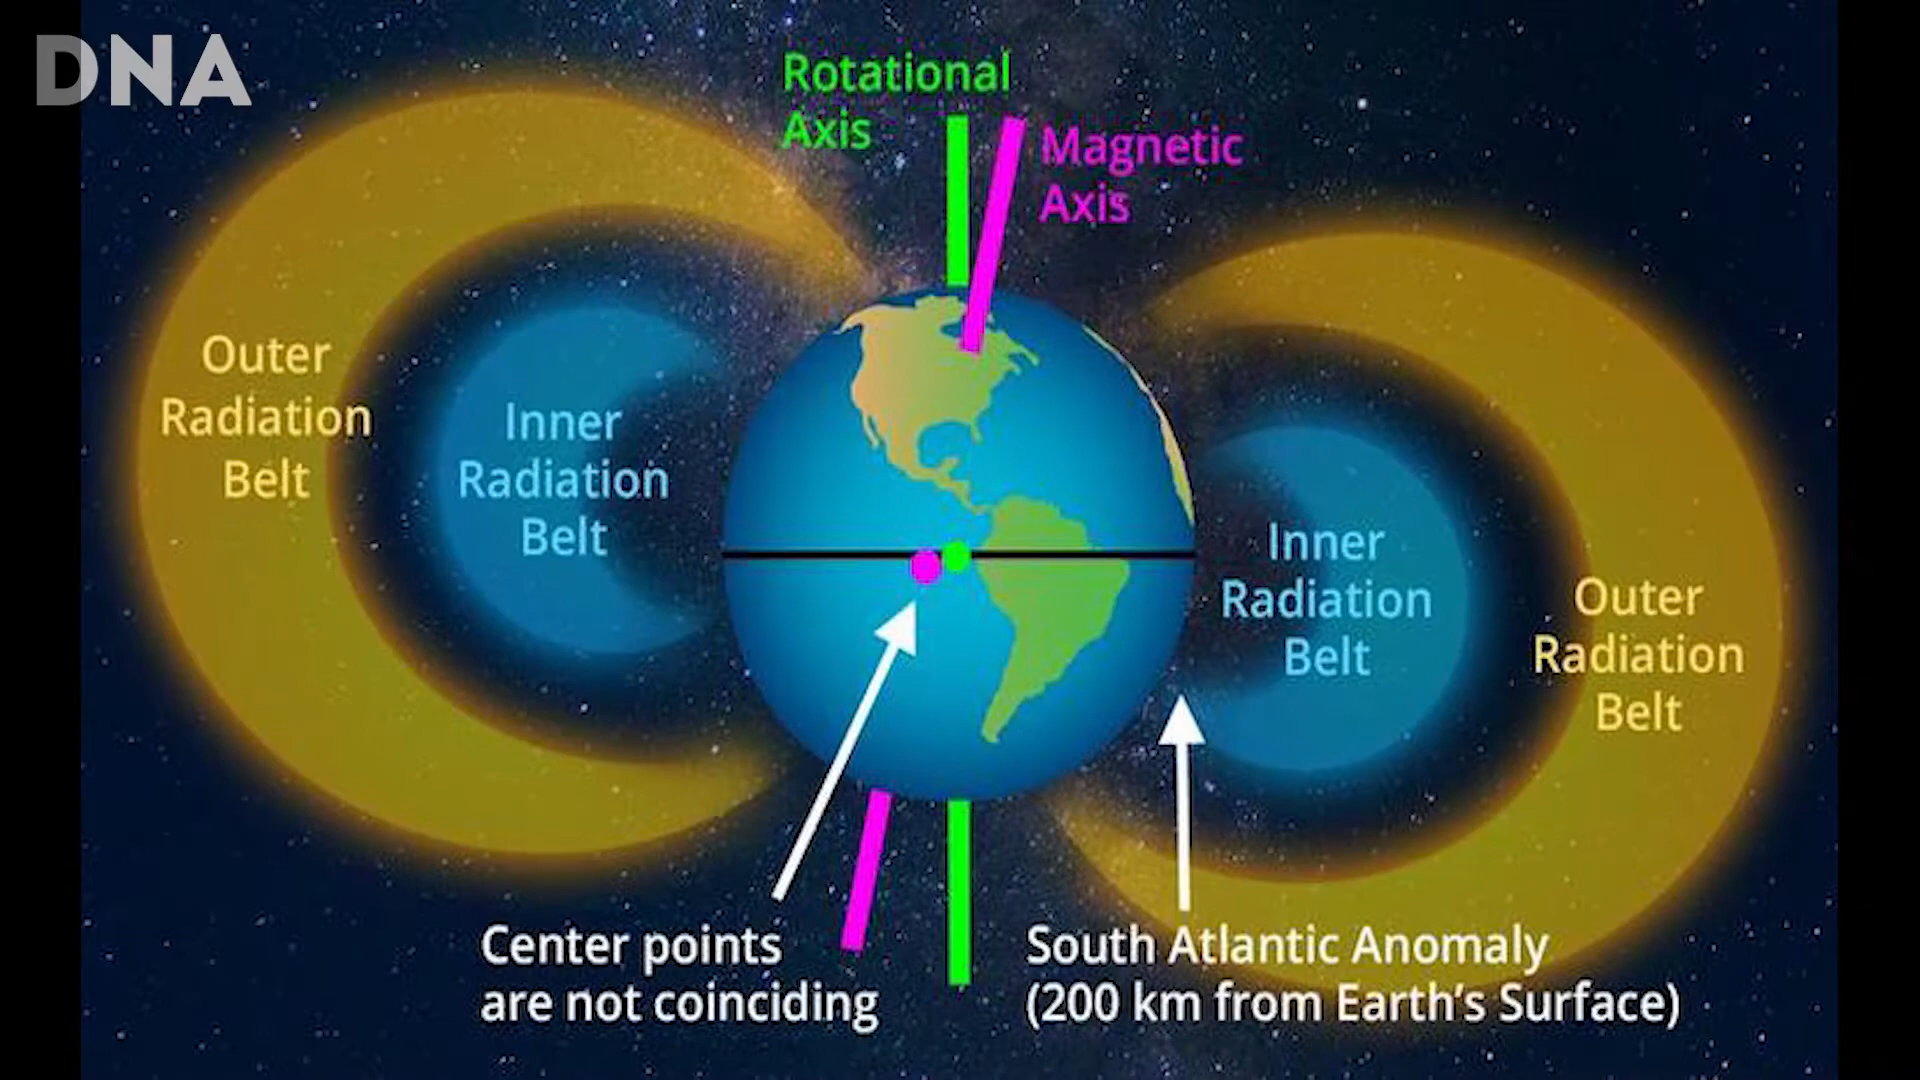 DNA
Rotational
Axis
Magnetic
Axis
Outer
Radiation
Belt
Inner
Radiation
Belt
Inner
Radiation
Belt
Outer
Radiation
Belt
Center points
are not coinciding
South Atlantic Anomaly
(200 km from Earth's Surface)